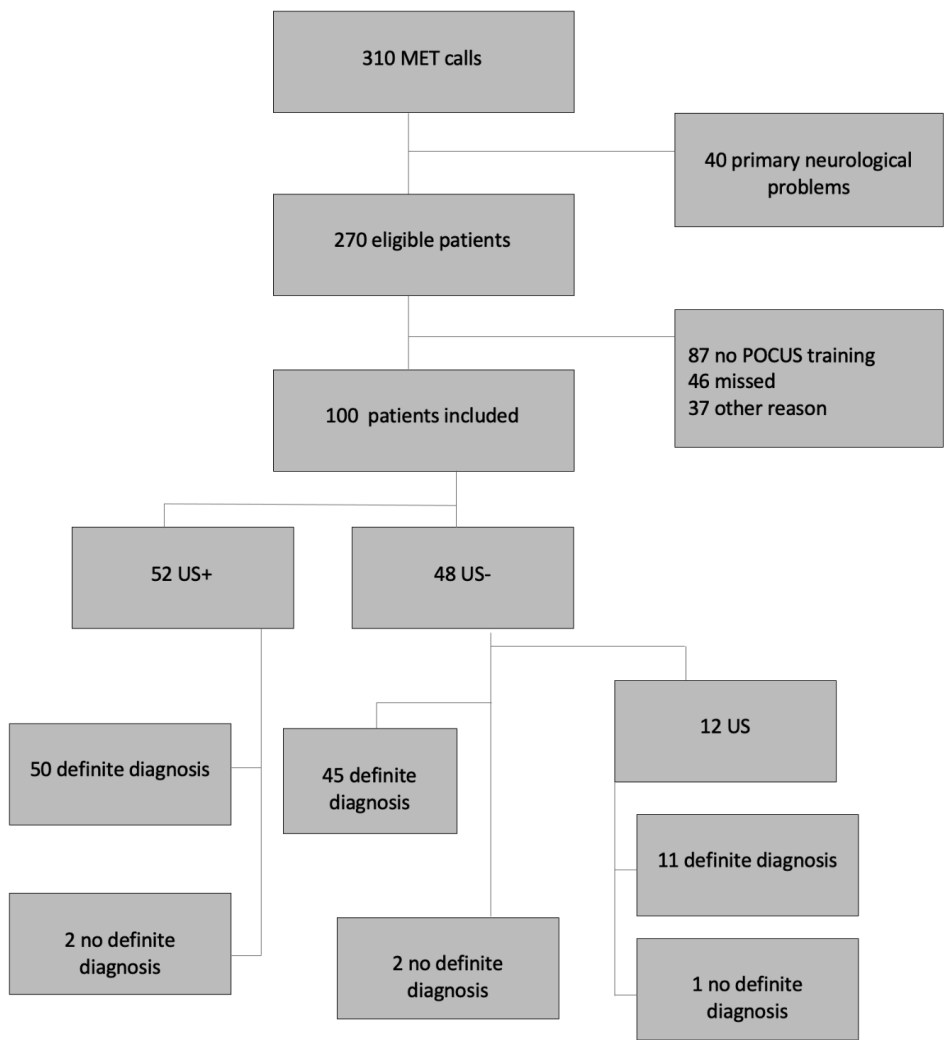 310 MET calls
40 primary neurological
problems
270 eligible patients
87 no POCUS training
46 missed
37 other reason
100 patients included
52 US+
48 US-
12 US
50 definite diagnosis
45 definite
diagnosis
11 definite diagnosis
2 no definite
diagnosis
2 no definite
diagnosis
1 no definite
diagnosis